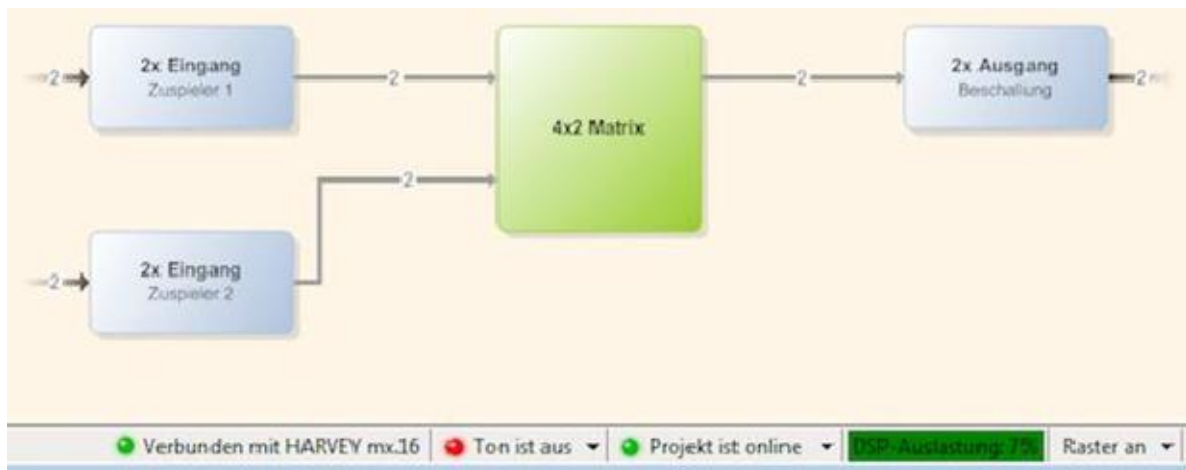 2x Eingang
Zuspieler 1
2
2
4x2 Matrix
2
2x Ausgang
Beschallung
2
2
2x Eingang
Zuspieler 2
2
Verbunden mit HARVEY mx.16
Ton ist aus
Projekt ist online
DSP-Auslastung: 7%
Raster an